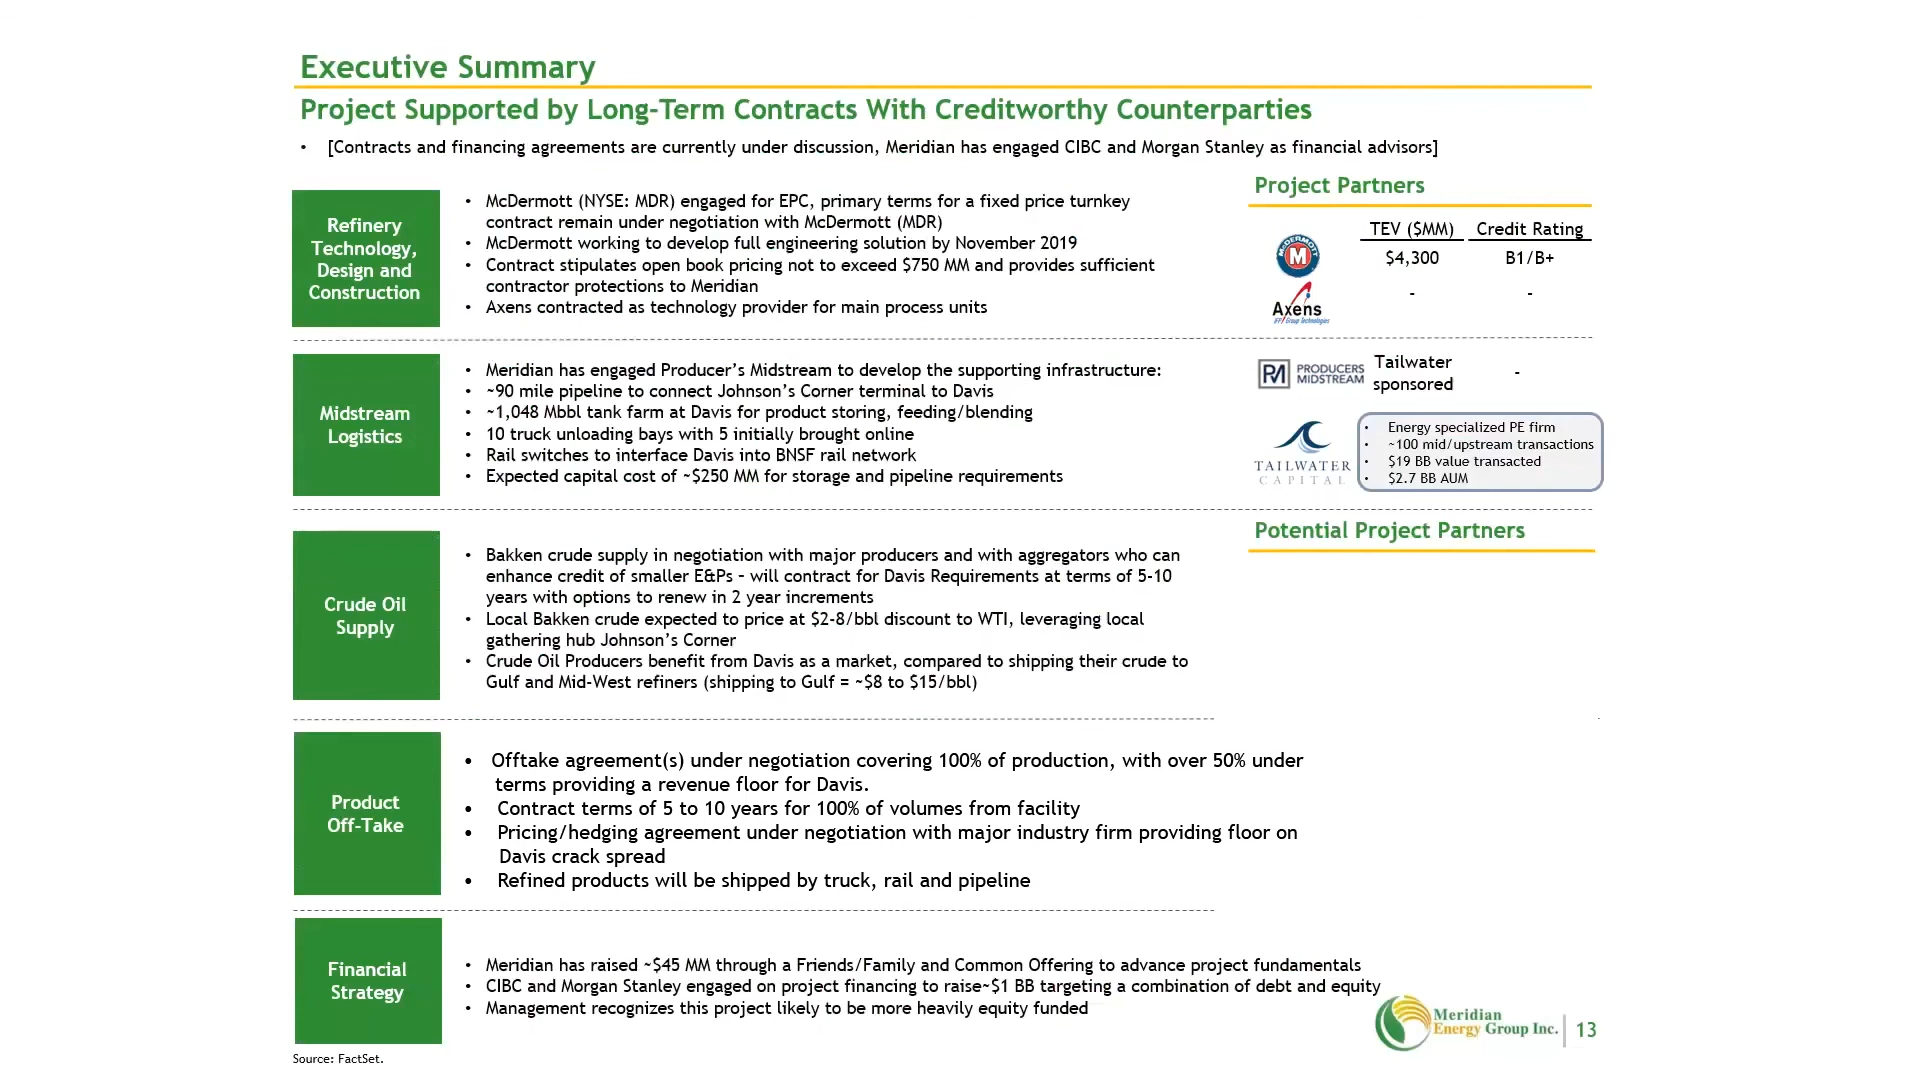 Executive Summary
Project Supported by Long-Term Contracts With Creditworthy Counterparties
• [Contracts and financing agreements are currently under discussion, Meridian has engaged CIBC and Morgan Stanley as financial advisors]
Refinery
Technology,
Design and
Construction
• McDermott (NYSE: MDR) engaged for EPC, primary terms for a fixed price turnkey
contract remain under negotiation with McDermott (MDR)
• McDermott working to develop full engineering solution by November 2019
• Contract stipulates open book pricing not to exceed $750 MM and provides sufficient
contractor protections to Meridian
• Axens contracted as technology provider for main process units
Project Partners
TEV ($MM) Credit Rating
McDERMOTT
M
$4,300 B1/B+
Axens
IFP Group Technologies
- -
Midstream
Logistics
• Meridian has engaged Producer’s Midstream to develop the supporting infrastructure:
• ~90 mile pipeline to connect Johnson’s Corner terminal to Davis
• ~1,048 Mbbl tank farm at Davis for product storing, feeding/blending
• 10 truck unloading bays with 5 initially brought online
• Rail switches to interface Davis into BNSF rail network
• Expected capital cost of ~$250 MM for storage and pipeline requirements
PM PRODUCERS
MIDSTREAM
Tailwater
sponsored
-
TAILWATER
CAPITAL
• Energy specialized PE firm
• ~100 mid/upstream transactions
• $19 BB value transacted
• $2.7 BB AUM
Potential Project Partners
Crude Oil
Supply
• Bakken crude supply in negotiation with major producers and with aggregators who can
enhance credit of smaller E&Ps – will contract for Davis Requirements at terms of 5-10
years with options to renew in 2 year increments
• Local Bakken crude expected to price at $2-8/bbl discount to WTI, leveraging local
gathering hub Johnson’s Corner
• Crude Oil Producers benefit from Davis as a market, compared to shipping their crude to
Gulf and Mid-West refiners (shipping to Gulf = ~$8 to $15/bbl)
Product
Off-Take
• Offtake agreement(s) under negotiation covering 100% of production, with over 50% under
terms providing a revenue floor for Davis.
• Contract terms of 5 to 10 years for 100% of volumes from facility
• Pricing/hedging agreement under negotiation with major industry firm providing floor on
Davis crack spread
• Refined products will be shipped by truck, rail and pipeline
Financial
Strategy
• Meridian has raised ~$45 MM through a Friends/Family and Common Offering to advance project fundamentals
• CIBC and Morgan Stanley engaged on project financing to raise~$1 BB targeting a combination of debt and equity
• Management recognizes this project likely to be more heavily equity funded
Meridian
Energy Group Inc.
13
Source: FactSet.